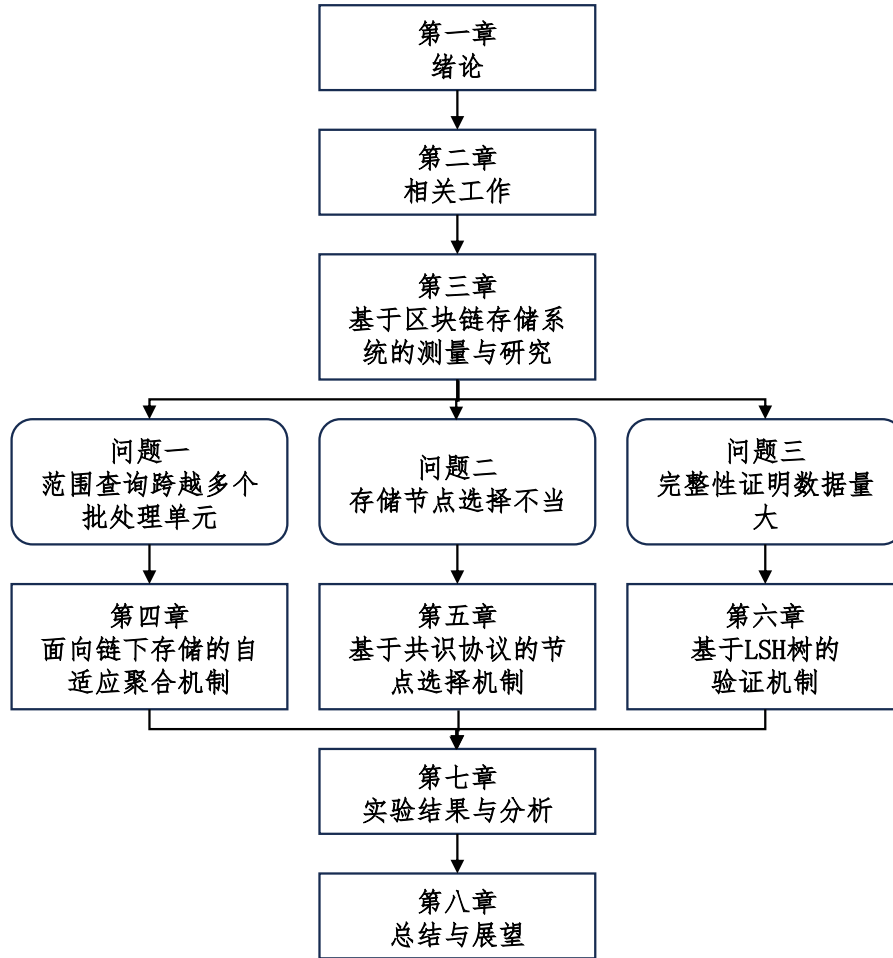 第一章
绪论
第二章
相关工作
第三章
基于区块链存储系
统的测量与研究
问题一
范围查询跨越多个
批处理单元
问题二
存储节点选择不当
问题三
完整性证明数据量
大
第四章
面向链下存储的自
适应聚合机制
第五章
基于共识协议的节
点选择机制
第六章
基于LSH树的
验证机制
第七章
实验结果与分析
第八章
总结与展望